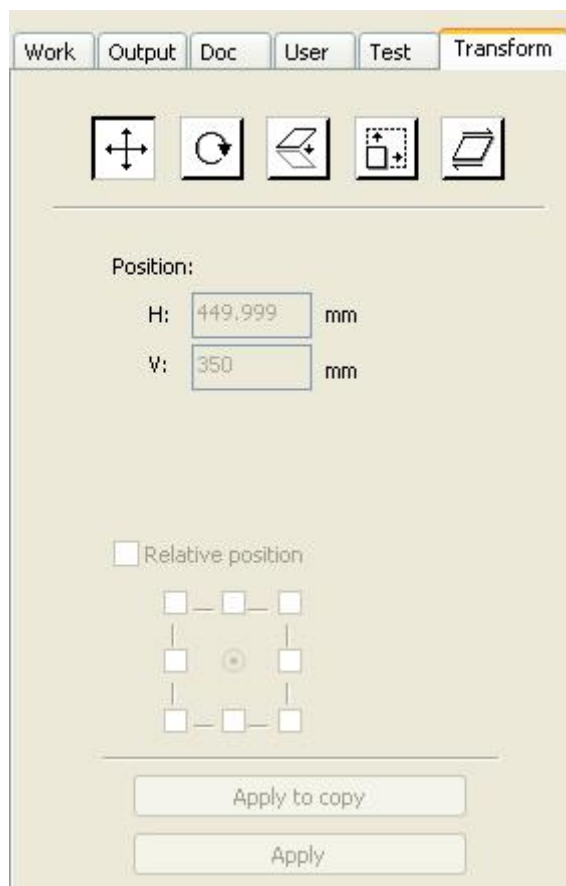 Work Output Doc User Test Transform
Position:
H: 449.999 mm
V: 350 mm
Relative position
Apply to copy
Apply